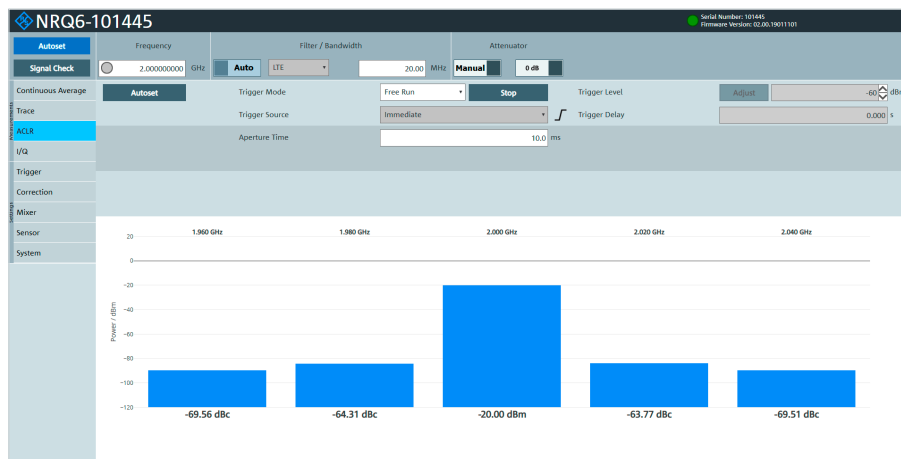 NRQ6-101445
Serial Number: 101445
Firmware Version: 02.00.19011101
Autoset
Signal Check
Frequency
2.000000000 GHz
Filter / Bandwidth
Auto LTE 20.00 MHz
Attenuator
Manual 0 dB
Measurements
Continuous Average
Trace
ACLR
I/Q
Settings
Trigger
Correction
Mixer
Sensor
System
Autoset Trigger Mode Free Run Stop Trigger Level Adjust -60 dBm
Trigger Source Immediate Trigger Delay 0.000 s
Aperture Time 10.0 ms
1.960 GHz 1.980 GHz 2.000 GHz 2.020 GHz 2.040 GHz
Power / dBm
20
0
-20
-40
-60
-80
-100
-120
-69.56 dBc -64.31 dBc -20.00 dBm -63.77 dBc -69.51 dBc